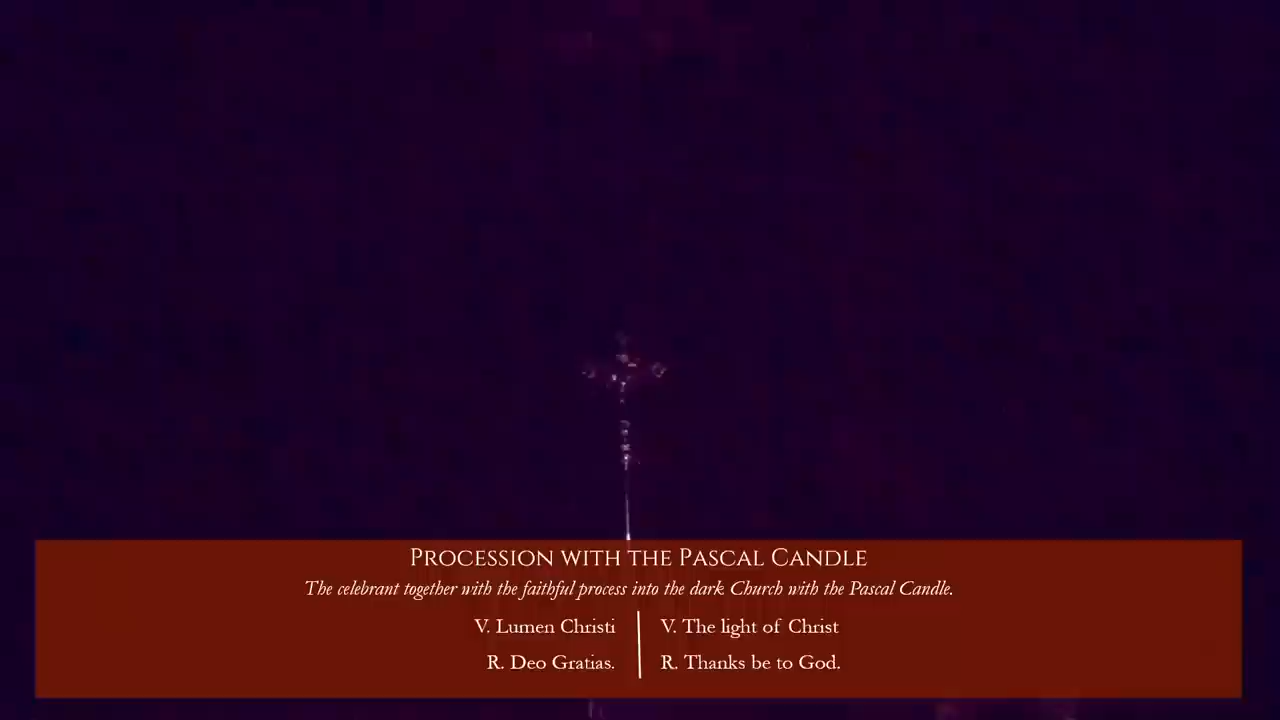 Procession with the Pascal Candle
The celebrant together with the faithful process into the dark Church with the Pascal Candle.
V. Lumen Christi
R. Deo Gratias.
V. The light of Christ
R. Thanks be to God.